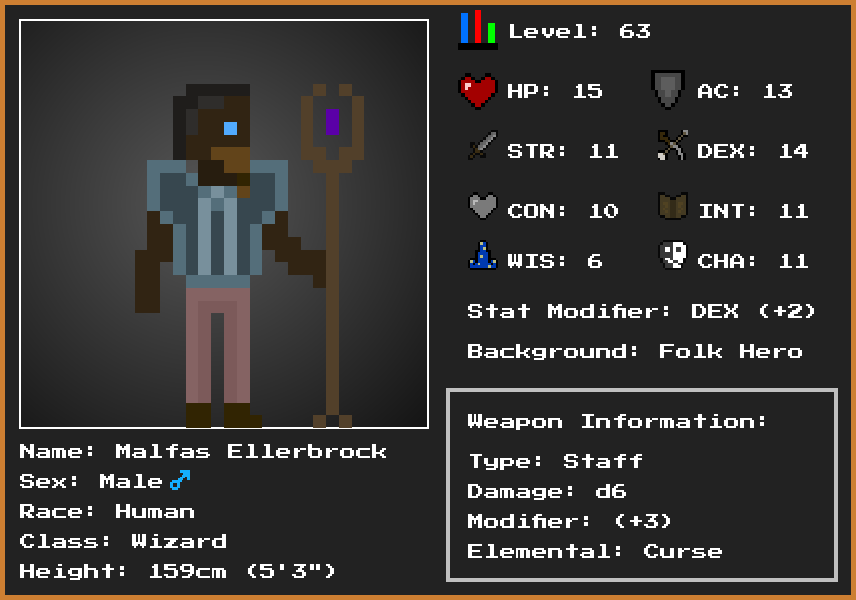 Level: 63
HP: 15 AC: 13
STR: 11 DEX: 14
CON: 10 INT: 11
WIS: 6 CHA: 11
Stat Modifier: DEX (+2)
Background: Folk Hero
Weapon Information:
Type: Staff
Damage: d6
Modifier: (+3)
Elemental: Curse
Name: Malfas Ellerbrock
Sex: Male♂
Race: Human
Class: Wizard
Height: 159cm (5'3")